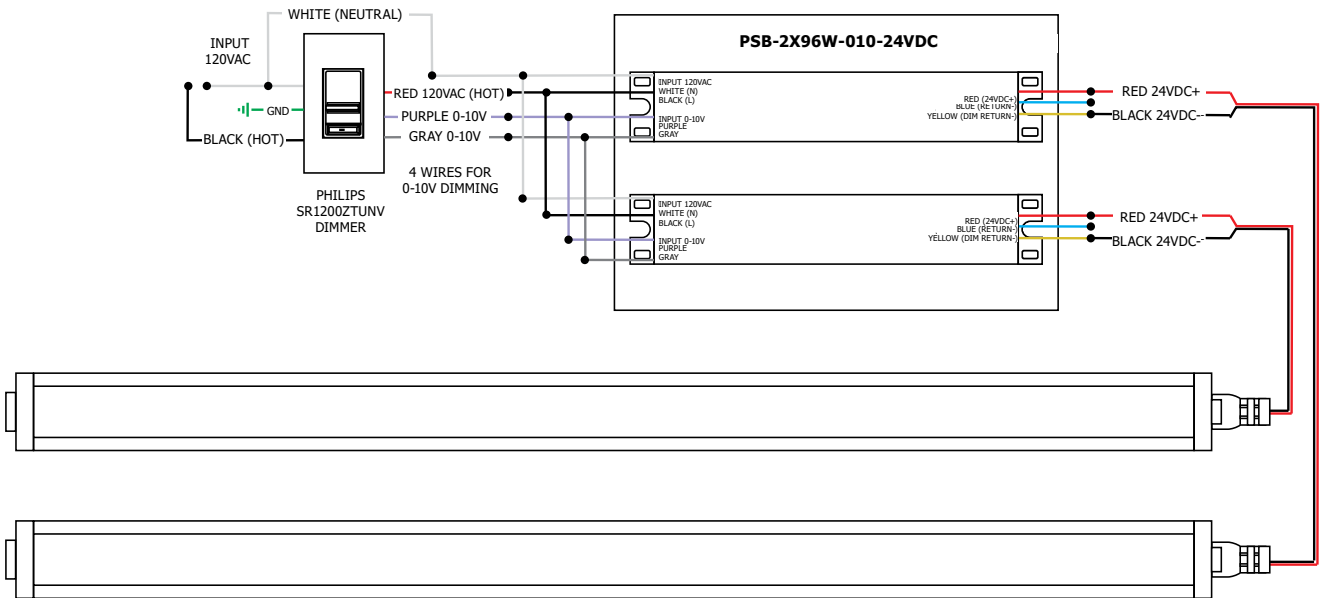 WHITE (NEUTRAL)
INPUT
120VAC
GND
BLACK (HOT)
PHILIPS
SR1200ZTUNV
DIMMER
RED 120VAC (HOT)
PURPLE 0-10V
GRAY 0-10V
4 WIRES FOR
0-10V DIMMING
PSB-2X96W-010-24VDC
INPUT 120VAC
WHITE (N)
BLACK (L)
INPUT 0-10V
PURPLE
GRAY
RED (24VDC+)
BLUE (RETURN-)
YELLOW (DIM RETURN-)
RED 24VDC+
BLACK 24VDC--
INPUT 120VAC
WHITE (N)
BLACK (L)
INPUT 0-10V
PURPLE
GRAY
RED (24VDC+)
BLUE (RETURN-)
YELLOW (DIM RETURN-)
RED 24VDC+
BLACK 24VDC--